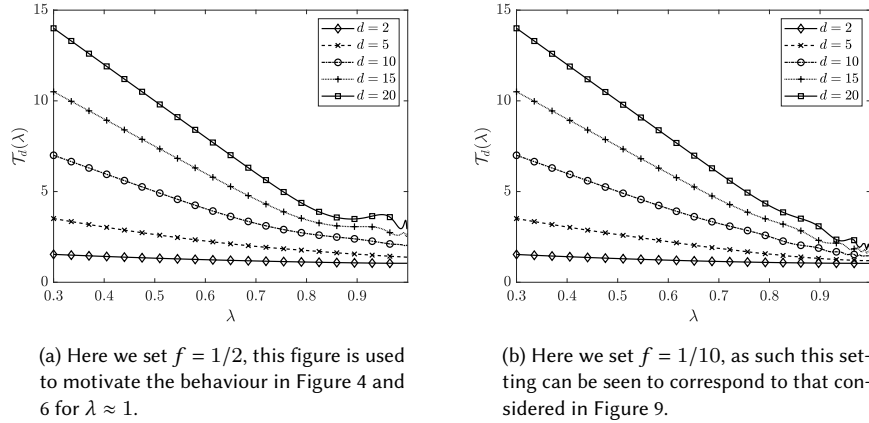 15
10
5
0
0.3 0.4 0.5 0.6 0.7 0.8 0.9
𝒯_d(λ)
λ
d = 2
d = 5
d = 10
d = 15
d = 20
(a) Here we set f = 1/2, this figure is used
to motivate the behaviour in Figure 4 and
6 for λ ≈ 1.
15
10
5
0
0.3 0.4 0.5 0.6 0.7 0.8 0.9
𝒯_d(λ)
λ
d = 2
d = 5
d = 10
d = 15
d = 20
(b) Here we set f = 1/10, as such this set-
ting can be seen to correspond to that con-
sidered in Figure 9.